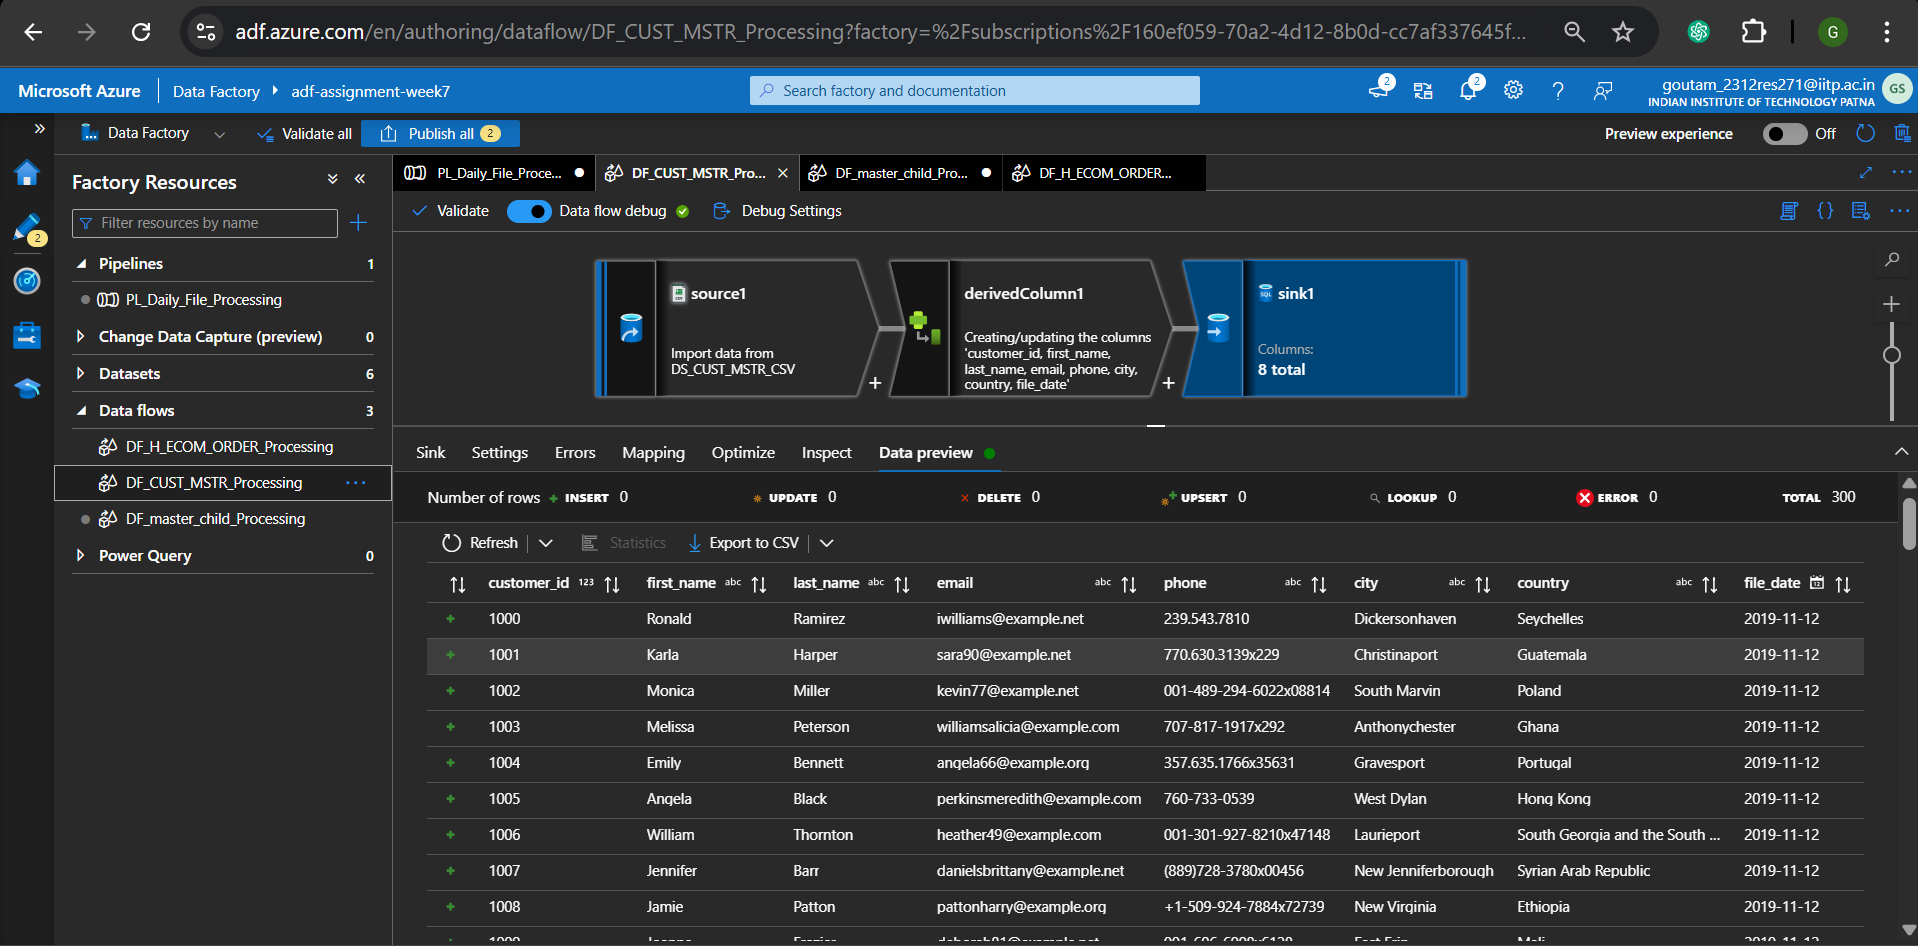 adf.azure.com/en/authoring/dataflow/DF_CUST_MSTR_Processing?factory=%2Fsubscriptions%2F160ef059-70a2-4d12-8b0d-cc7af337645f...
G
Microsoft Azure
Data Factory
adf-assignment-week7
Search factory and documentation
2
2
goutam_2312res271@iitp.ac.in
INDIAN INSTITUTE OF TECHNOLOGY PATNA
GS
Data Factory
Validate all
Publish all 2
Preview experience
Off
Factory Resources
PL_Daily_File_Proce...
DF_CUST_MSTR_Pro...
DF_master_child_Pro...
DF_H_ECOM_ORDER...
Filter resources by name
Validate
Data flow debug
Debug Settings
2
Pipelines 1
PL_Daily_File_Processing
Change Data Capture (preview) 0
Datasets 6
Data flows 3
DF_H_ECOM_ORDER_Processing
DF_CUST_MSTR_Processing
DF_master_child_Processing
Power Query 0
CSV
source1
Import data from
DS_CUST_MSTR_CSV
+
derivedColumn1
Creating/updating the columns
'customer_id, first_name,
last_name, email, phone, city,
country, file_date'
+
SQL
sink1
Columns:
8 total
Sink Settings Errors Mapping Optimize Inspect Data preview
Number of rows + INSERT 0 UPDATE 0 DELETE 0 UPSERT 0 LOOKUP 0 ERROR 0 TOTAL 300
Refresh Statistics Export to CSV
customer_id 123 first_name abc last_name abc email abc phone abc city abc country abc file_date
+ 1000 Ronald Ramirez iwilliams@example.net 239.543.7810 Dickersonhaven Seychelles 2019-11-12
+ 1001 Karla Harper sara90@example.net 770.630.3139x229 Christinaport Guatemala 2019-11-12
+ 1002 Monica Miller kevin77@example.net 001-489-294-6022x08814 South Marvin Poland 2019-11-12
+ 1003 Melissa Peterson williamsalicia@example.com 707-817-1917x292 Anthonychester Ghana 2019-11-12
+ 1004 Emily Bennett angela66@example.org 357.635.1766x35631 Gravesport Portugal 2019-11-12
+ 1005 Angela Black perkinsmeredith@example.com 760-733-0539 West Dylan Hong Kong 2019-11-12
+ 1006 William Thornton heather49@example.com 001-301-927-8210x47148 Laurieport South Georgia and the South ... 2019-11-12
+ 1007 Jennifer Barr danielsbrittany@example.net (889)728-3780x00456 New Jenniferborough Syrian Arab Republic 2019-11-12
+ 1008 Jamie Patton pattonharry@example.org +1-509-924-7884x72739 New Virginia Ethiopia 2019-11-12